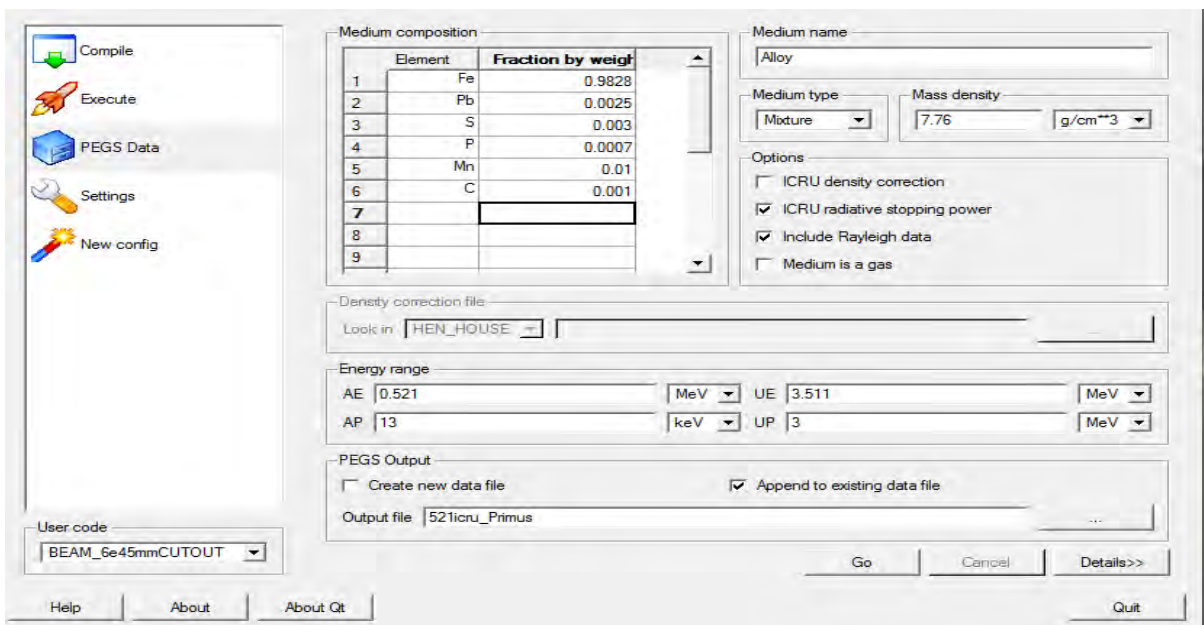 Compile
Execute
PEGS Data
Settings
New config
User code
BEAM_6e45mmCUTOUT
Medium composition
Element Fraction by weigh
1 Fe 0.9828
2 Pb 0.0025
3 S 0.003
4 P 0.0007
5 Mn 0.01
6 C 0.001
7
8
9
Medium name
Alloy
Medium type
Mixture
Mass density
7.76 g/cm**3
Options
ICRU density correction
ICRU radiative stopping power
Include Rayleigh data
Medium is a gas
Density correction file
Look in HEN_HOUSE ...
Energy range
AE 0.521 MeV UE 3.511 MeV
AP 13 keV UP 3 MeV
PEGS Output
Create new data file Append to existing data file
Output file 521icru_Primus ...
Go Cancel Details>>
Help About About Qt Quit